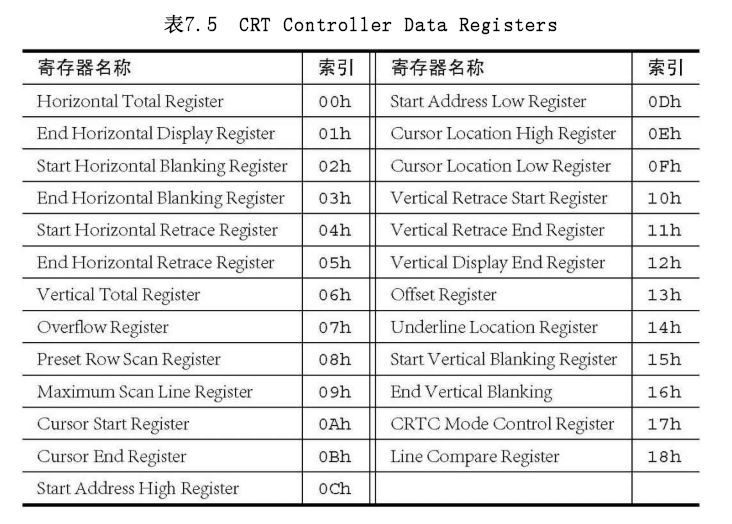 表7.5 CRT Controller Data Registers
寄存器名称 索引 寄存器名称 索引
Horizontal Total Register 00h Start Address Low Register 0Dh
End Horizontal Display Register 01h Cursor Location High Register 0Eh
Start Horizontal Blanking Register 02h Cursor Location Low Register 0Fh
End Horizontal Blanking Register 03h Vertical Retrace Start Register 10h
Start Horizontal Retrace Register 04h Vertical Retrace End Register 11h
End Horizontal Retrace Register 05h Vertical Display End Register 12h
Vertical Total Register 06h Offset Register 13h
Overflow Register 07h Underline Location Register 14h
Preset Row Scan Register 08h Start Vertical Blanking Register 15h
Maximum Scan Line Register 09h End Vertical Blanking 16h
Cursor Start Register 0Ah CRTC Mode Control Register 17h
Cursor End Register 0Bh Line Compare Register 18h
Start Address High Register 0Ch